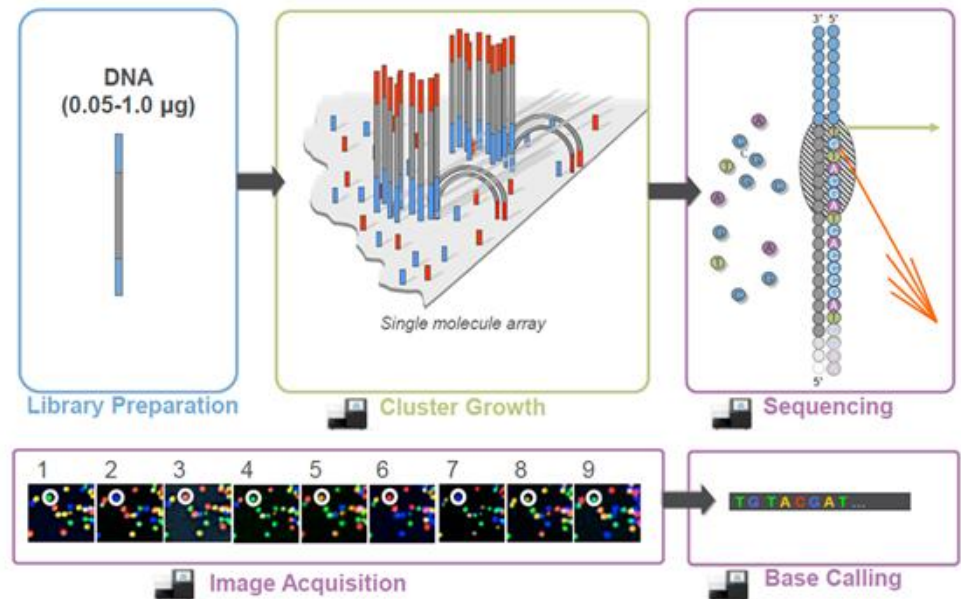 DNA
(0.05-1.0 µg)
Library Preparation
Single molecule array
Cluster Growth
3' 5'
5'
Sequencing
1 2 3 4 5 6 7 8 9
Image Acquisition
TGTACGAT...
Base Calling